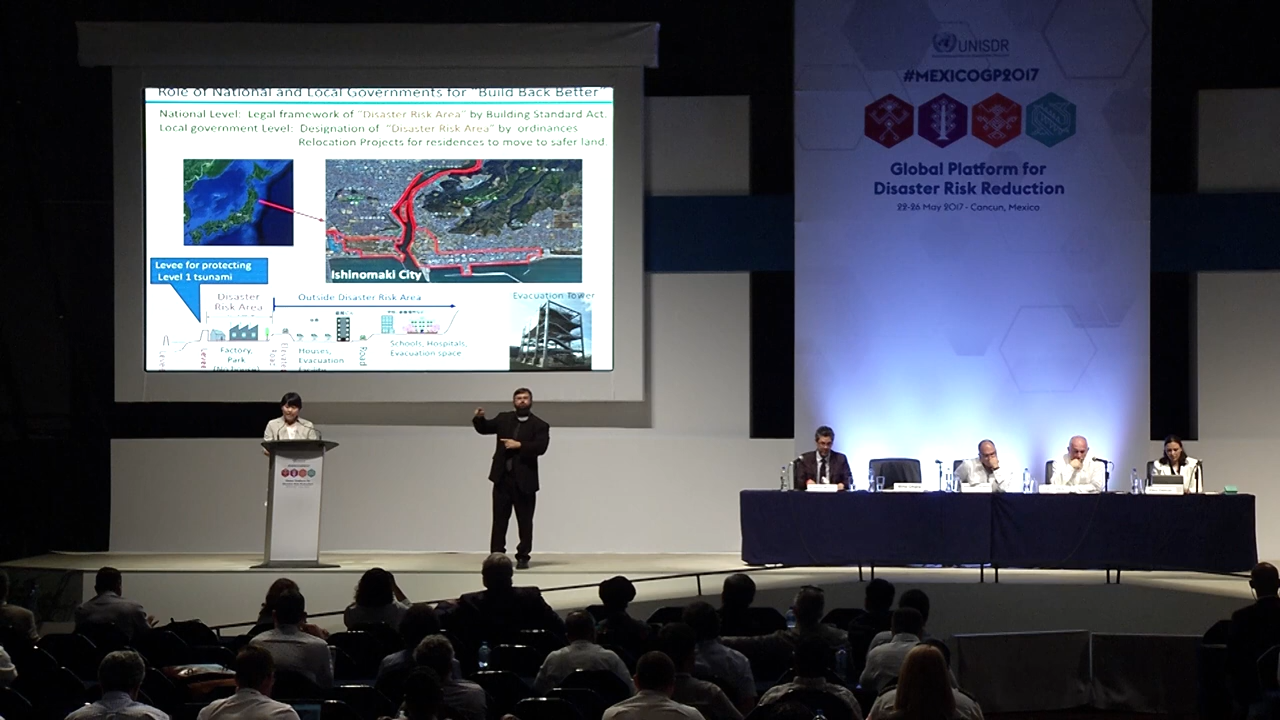 Role of National and Local Governments for "Build Back Better"
National Level: Legal framework of "Disaster Risk Area" by Building Standard Act.
Local government Level: Designation of "Disaster Risk Area" by ordinances
Relocation Projects for residences to move to safer land.
Ishinomaki City
Levee for protecting
Level 1 tsunami
Disaster
Risk Area
Outside Disaster Risk Area
Evacuation Tower
Levee
Factory,
Park
Road
Houses,
Evacuation
Road
Schools, Hospitals,
Evacuation space
UNISDR
#MEXICOGP2017
Global Platform for
Disaster Risk Reduction
22-26 May 2017 - Cancun, Mexico